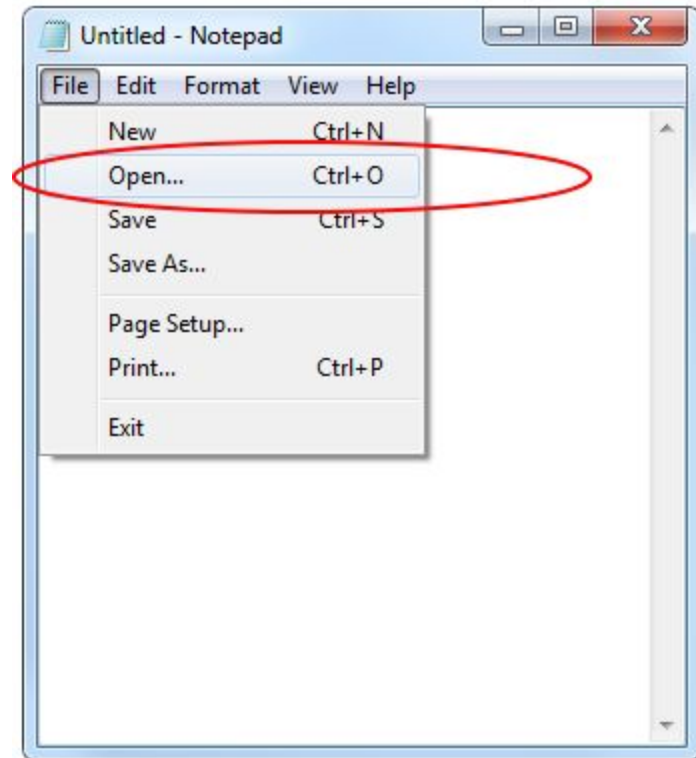 Untitled - Notepad
File Edit Format View Help
New Ctrl+N
Open... Ctrl+O
Save Ctrl+S
Save As...
Page Setup...
Print... Ctrl+P
Exit